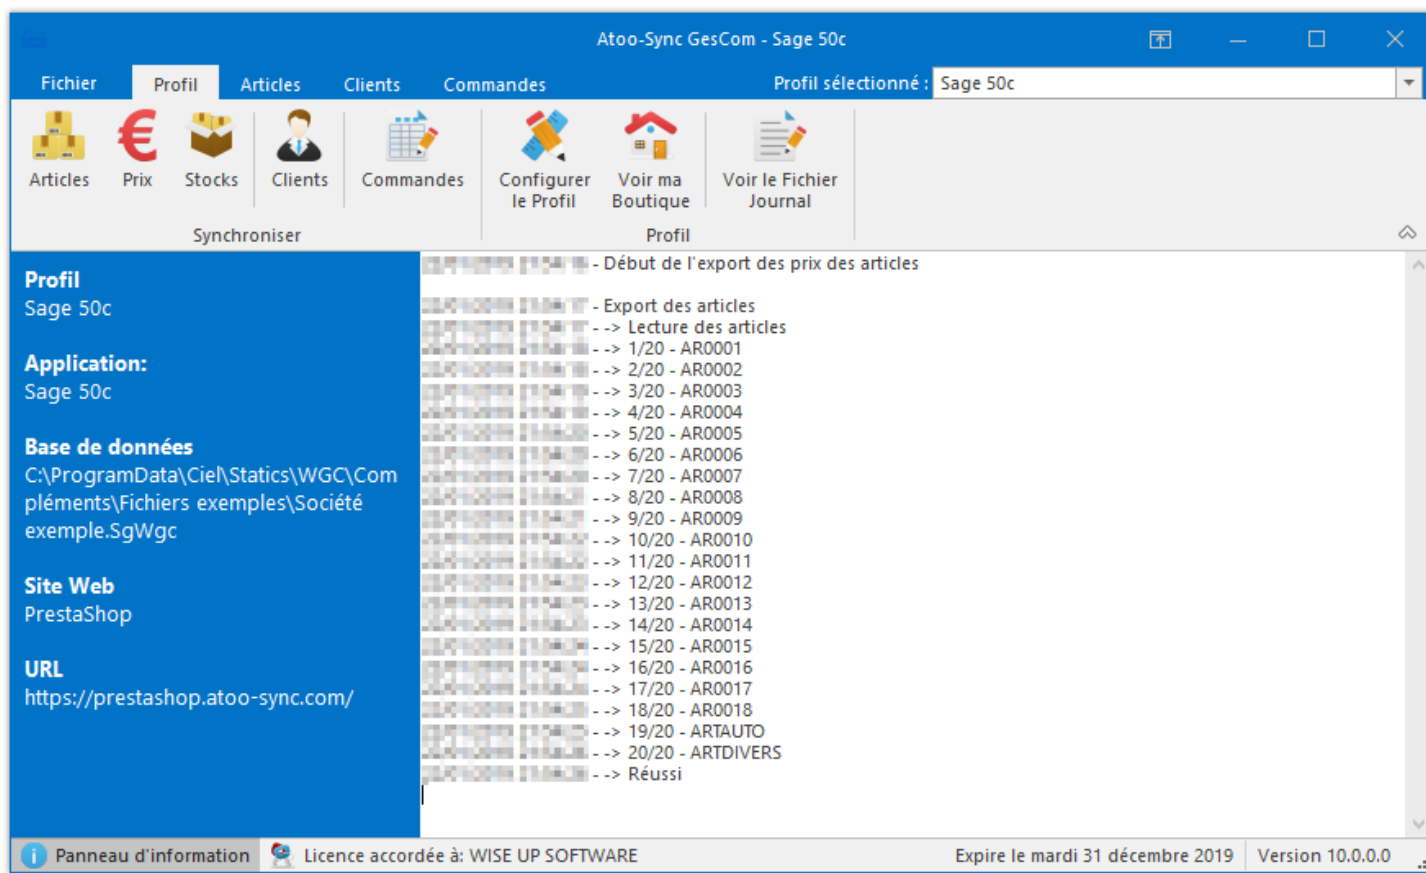 Atoo-Sync GesCom - Sage 50c
Fichier Profil Articles Clients Commandes Profil sélectionné : Sage 50c
Articles Prix Stocks Clients Commandes Configurer le Profil Voir ma Boutique Voir le Fichier Journal
Synchroniser Profil
Profil
Sage 50c
Application:
Sage 50c
Base de données
C:\ProgramData\Ciel\Statics\WGC\Com
pléments\Fichiers exemples\Société
exemple.SgWgc
Site Web
PrestaShop
URL
https://prestashop.atoo-sync.com/
- Début de l'export des prix des articles
- Export des articles
- --> Lecture des articles
- --> 1/20 - AR0001
- --> 2/20 - AR0002
- --> 3/20 - AR0003
- --> 4/20 - AR0004
- --> 5/20 - AR0005
- --> 6/20 - AR0006
- --> 7/20 - AR0007
- --> 8/20 - AR0008
- --> 9/20 - AR0009
- --> 10/20 - AR0010
- --> 11/20 - AR0011
- --> 12/20 - AR0012
- --> 13/20 - AR0013
- --> 14/20 - AR0014
- --> 15/20 - AR0015
- --> 16/20 - AR0016
- --> 17/20 - AR0017
- --> 18/20 - AR0018
- --> 19/20 - ARTAUTO
- --> 20/20 - ARTDIVERS
- --> Réussi
Panneau d'information Licence accordée à: WISE UP SOFTWARE Expire le mardi 31 décembre 2019 Version 10.0.0.0